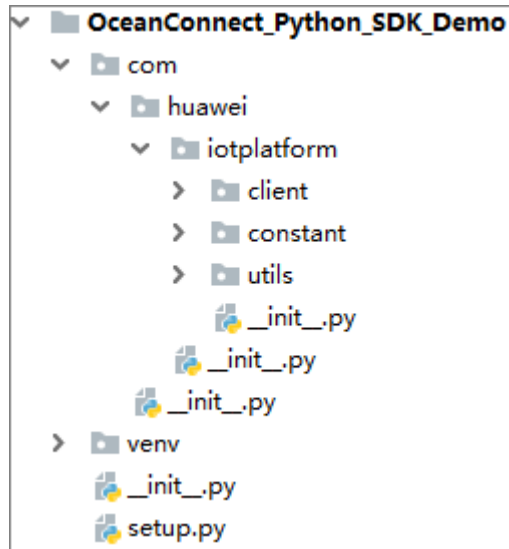 OceanConnect_Python_SDK_Demo
com
huawei
iotplatform
client
constant
utils
__init__.py
__init__.py
__init__.py
venv
__init__.py
setup.py